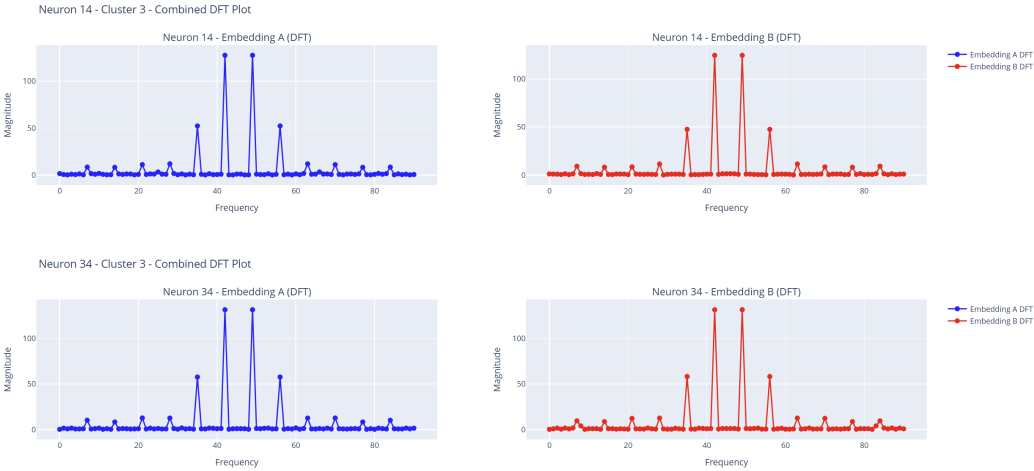 Neuron 14 - Cluster 3 - Combined DFT Plot
Neuron 14 - Embedding A (DFT)
Neuron 14 - Embedding B (DFT)
Embedding A DFT
Embedding B DFT
Magnitude
100
50
0
0
20
40
60
80
Frequency
Magnitude
100
50
0
0
20
40
60
80
Frequency
Neuron 34 - Cluster 3 - Combined DFT Plot
Neuron 34 - Embedding A (DFT)
Neuron 34 - Embedding B (DFT)
Embedding A DFT
Embedding B DFT
Magnitude
100
50
0
0
20
40
60
80
Frequency
Magnitude
100
50
0
0
20
40
60
80
Frequency